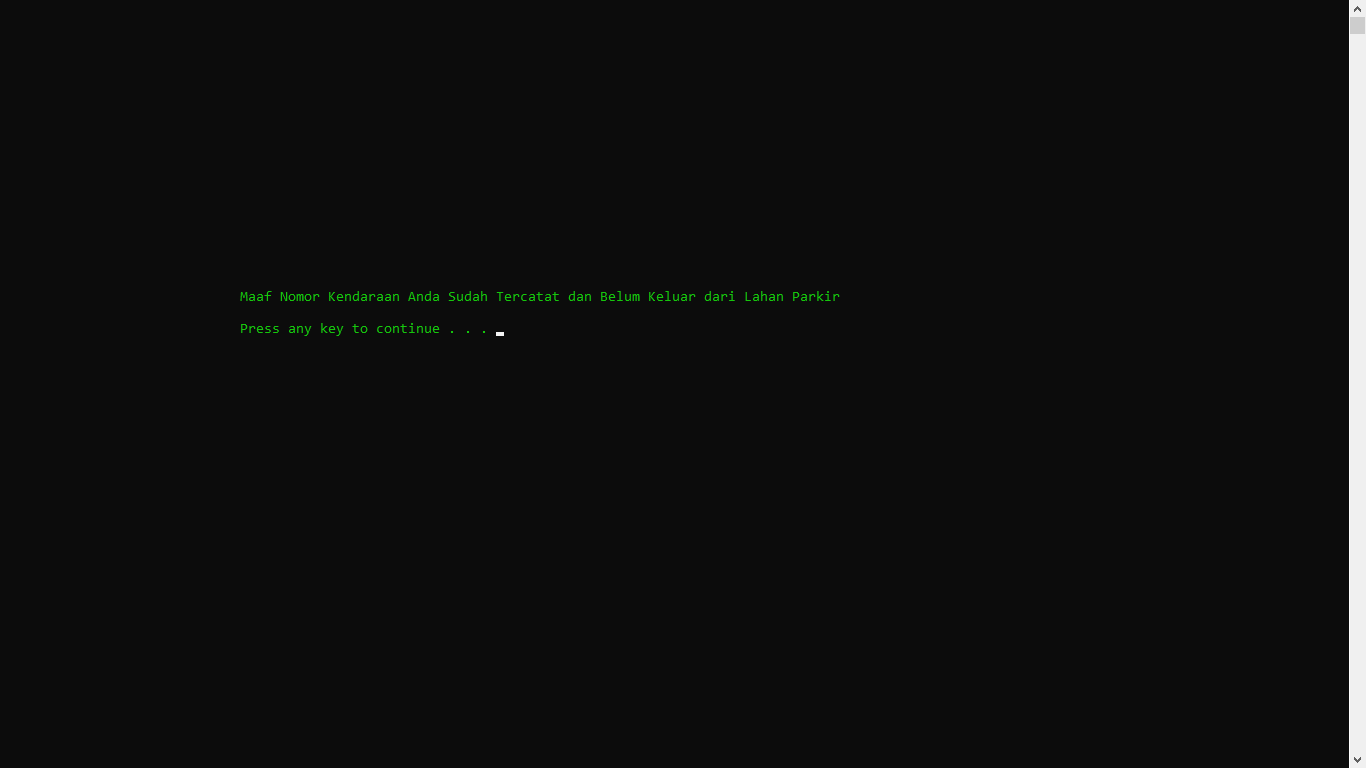 Maaf Nomor Kendaraan Anda Sudah Tercatat dan Belum Keluar dari Lahan Parkir
Press any key to continue . . .